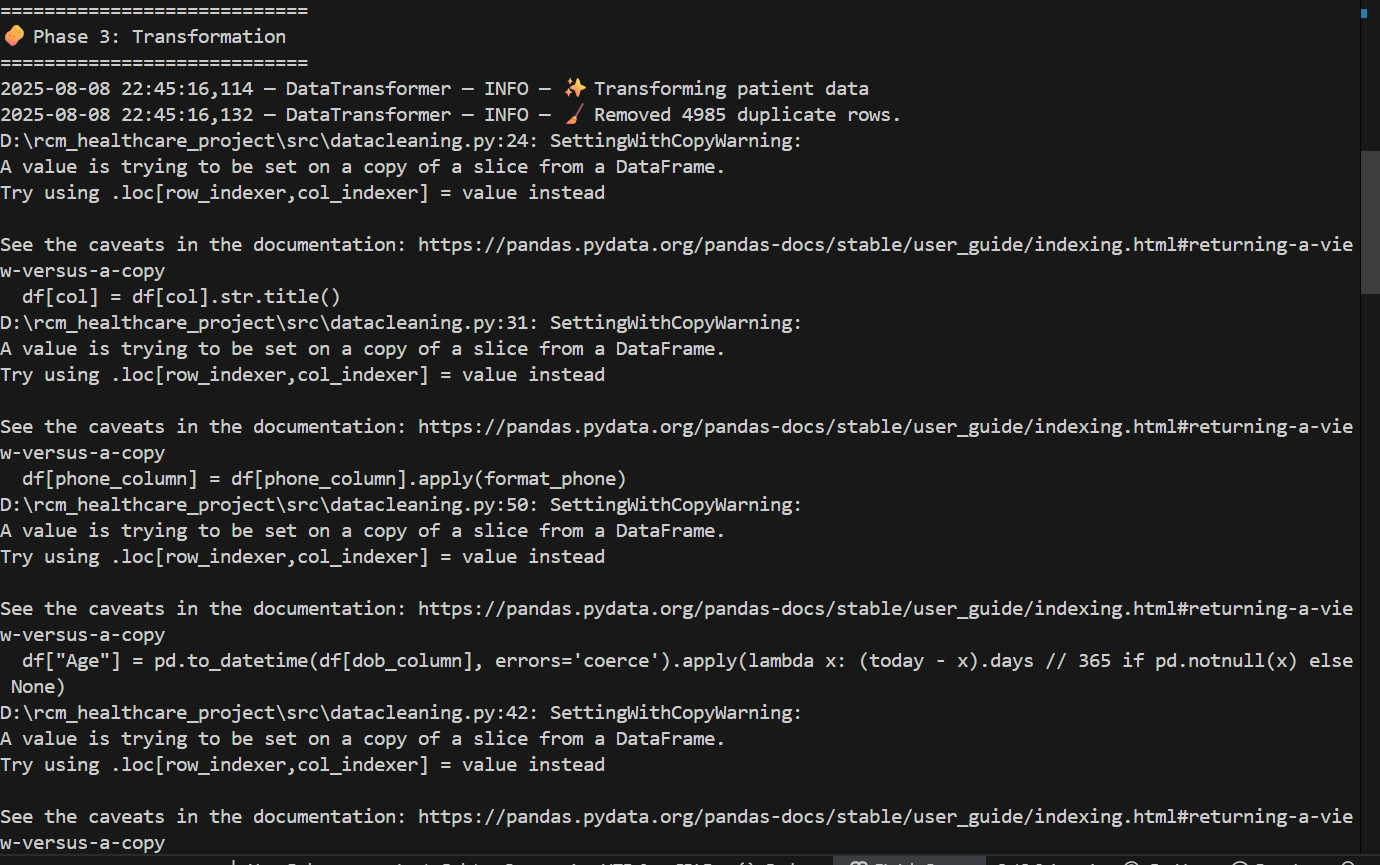 ============================
Phase 3: Transformation
============================
2025-08-08 22:45:16,114 — DataTransformer — INFO — ✨ Transforming patient data
2025-08-08 22:45:16,132 — DataTransformer — INFO — 🧹 Removed 4985 duplicate rows.
D:\rcm_healthcare_project\src\datacleaning.py:24: SettingWithCopyWarning:
A value is trying to be set on a copy of a slice from a DataFrame.
Try using .loc[row_indexer,col_indexer] = value instead

See the caveats in the documentation: https://pandas.pydata.org/pandas-docs/stable/user_guide/indexing.html#returning-a-vie
w-versus-a-copy
  df[col] = df[col].str.title()
D:\rcm_healthcare_project\src\datacleaning.py:31: SettingWithCopyWarning:
A value is trying to be set on a copy of a slice from a DataFrame.
Try using .loc[row_indexer,col_indexer] = value instead

See the caveats in the documentation: https://pandas.pydata.org/pandas-docs/stable/user_guide/indexing.html#returning-a-vie
w-versus-a-copy
  df[phone_column] = df[phone_column].apply(format_phone)
D:\rcm_healthcare_project\src\datacleaning.py:50: SettingWithCopyWarning:
A value is trying to be set on a copy of a slice from a DataFrame.
Try using .loc[row_indexer,col_indexer] = value instead

See the caveats in the documentation: https://pandas.pydata.org/pandas-docs/stable/user_guide/indexing.html#returning-a-vie
w-versus-a-copy
  df["Age"] = pd.to_datetime(df[dob_column], errors='coerce').apply(lambda x: (today - x).days // 365 if pd.notnull(x) else
 None)
D:\rcm_healthcare_project\src\datacleaning.py:42: SettingWithCopyWarning:
A value is trying to be set on a copy of a slice from a DataFrame.
Try using .loc[row_indexer,col_indexer] = value instead

See the caveats in the documentation: https://pandas.pydata.org/pandas-docs/stable/user_guide/indexing.html#returning-a-vie
w-versus-a-copy